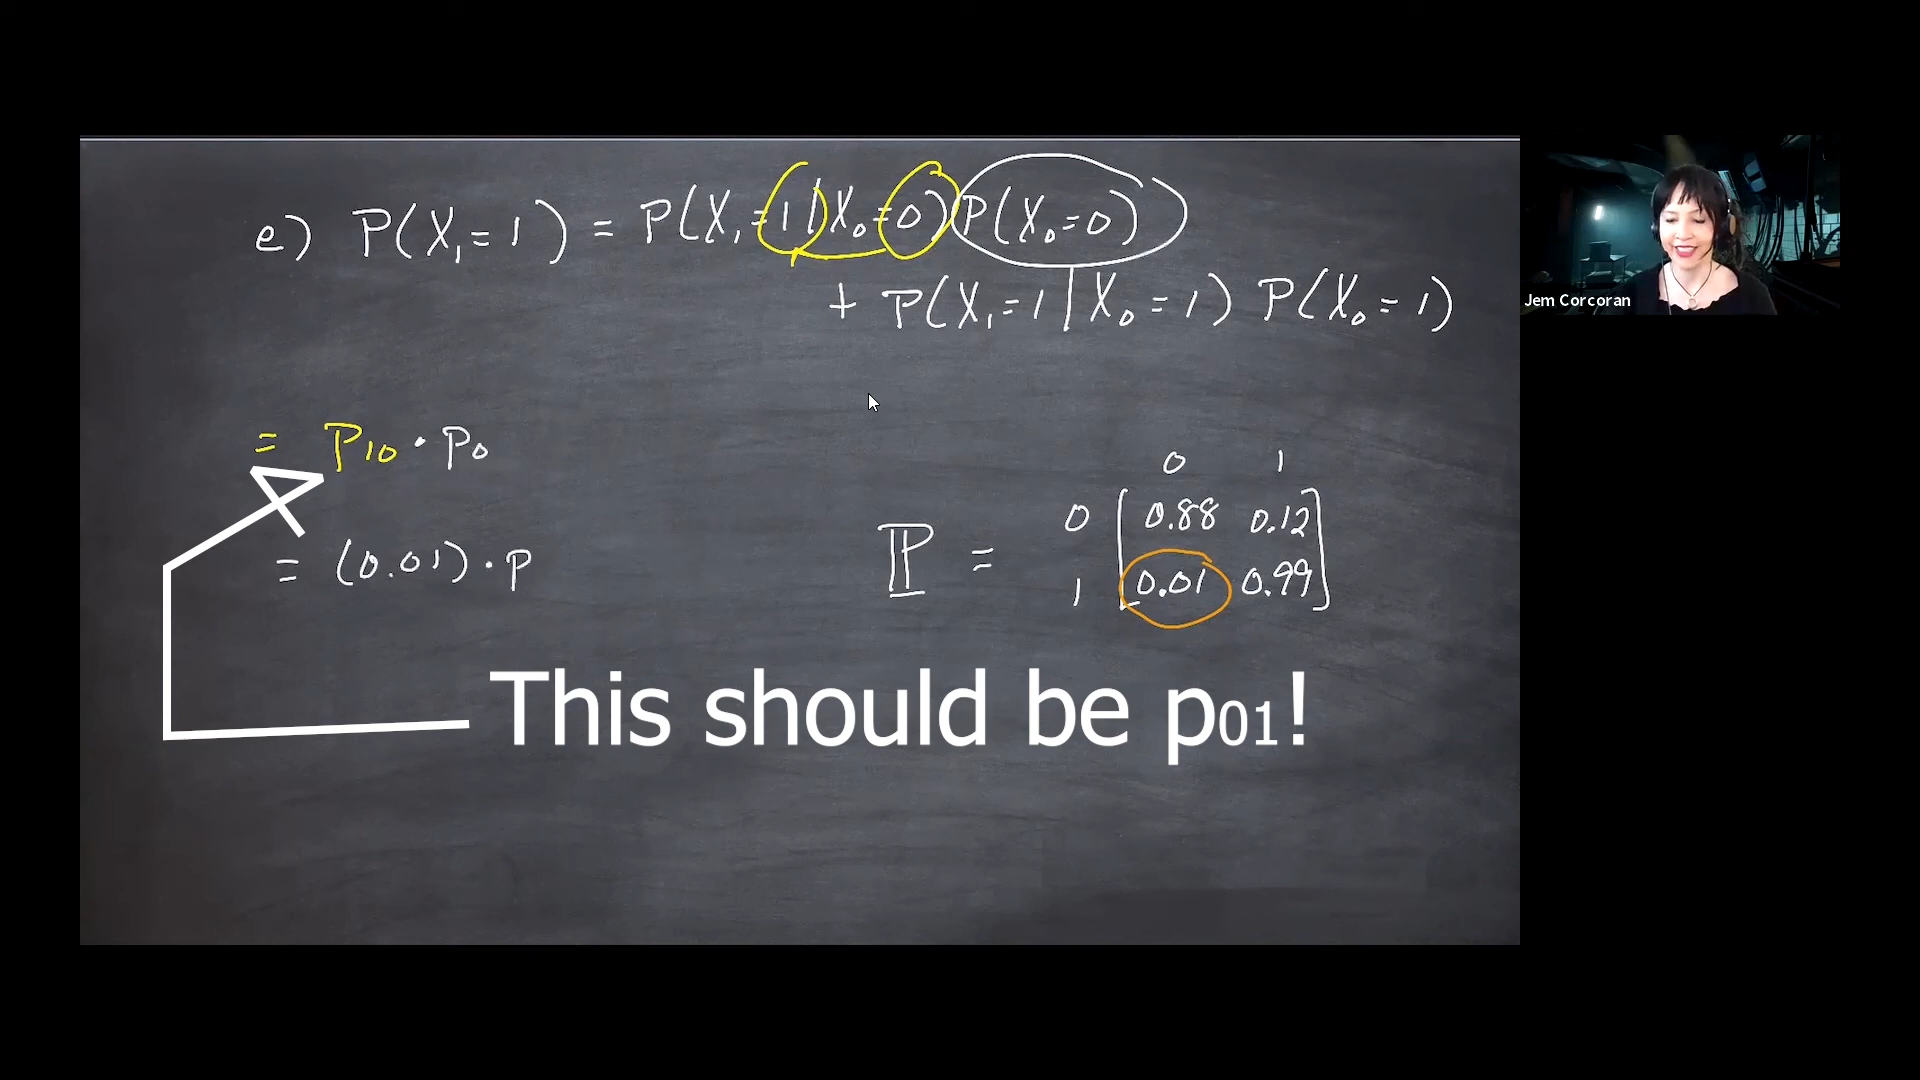 e) P(X₁ = 1) = P(X₁ = 1 | X₀ = 0) P(X₀ = 0)
+ P(X₁ = 1 | X₀ = 1) P(X₀ = 1)
Jem Corcoran
= P₁₀ · P₀
= (0.01) · P
0 1
ℙ = 0 [0.88 0.12]
1 [0.01 0.99]
This should be p₀₁!